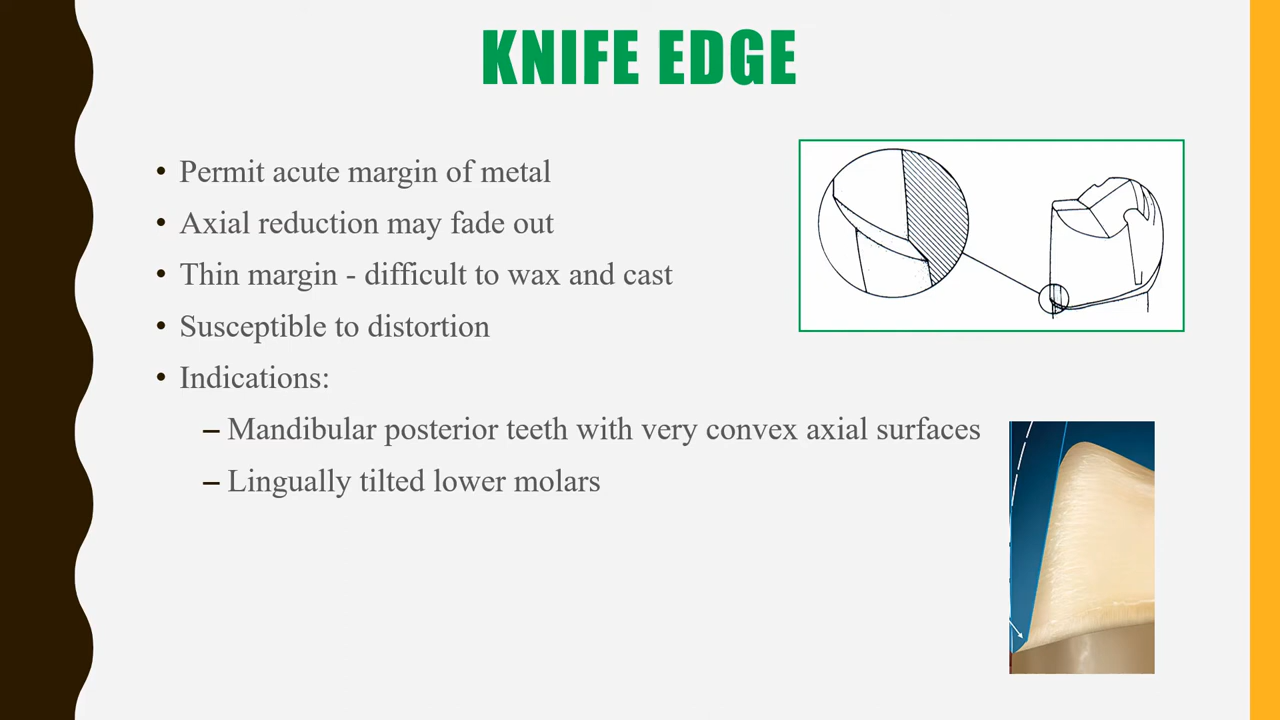 KNIFE EDGE
• Permit acute margin of metal
• Axial reduction may fade out
• Thin margin - difficult to wax and cast
• Susceptible to distortion
• Indications:
– Mandibular posterior teeth with very convex axial surfaces
– Lingually tilted lower molars